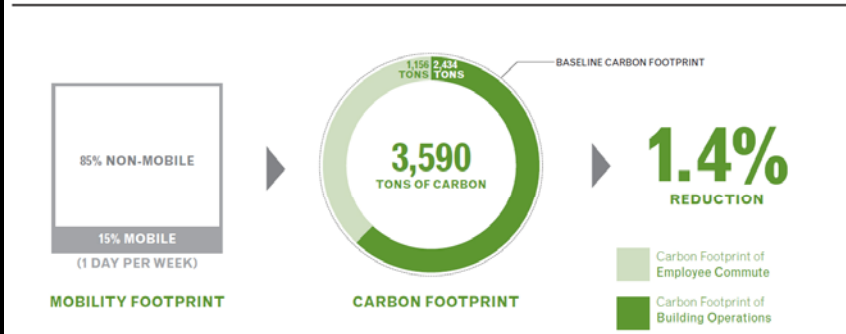 85% NON-MOBILE
15% MOBILE
(1 DAY PER WEEK)
MOBILITY FOOTPRINT
1,156 TONS
2,434 TONS
3,590
TONS OF CARBON
CARBON FOOTPRINT
BASELINE CARBON FOOTPRINT
1.4%
REDUCTION
Carbon Footprint of
Employee Commute
Carbon Footprint of
Building Operations